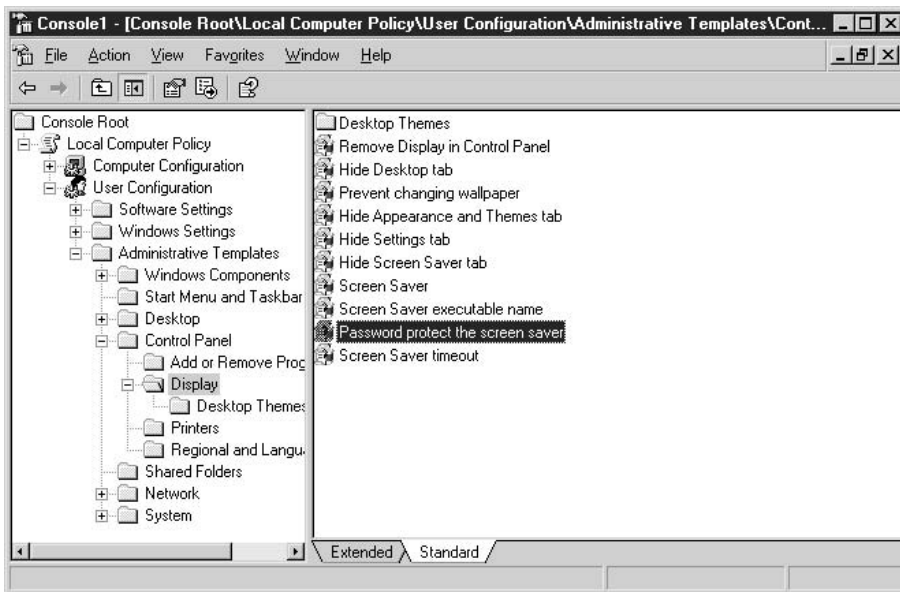 Console1 - [Console Root\Local Computer Policy\User Configuration\Administrative Templates\Cont...
File Action View Favorites Window Help
Console Root
Local Computer Policy
Computer Configuration
User Configuration
Software Settings
Windows Settings
Administrative Templates
Windows Components
Start Menu and Taskbar
Desktop
Control Panel
Add or Remove Prog
Display
Desktop Themes
Printers
Regional and Langu
Shared Folders
Network
System
Desktop Themes
Remove Display in Control Panel
Hide Desktop tab
Prevent changing wallpaper
Hide Appearance and Themes tab
Hide Settings tab
Hide Screen Saver tab
Screen Saver
Screen Saver executable name
Password protect the screen saver
Screen Saver timeout
Extended Standard